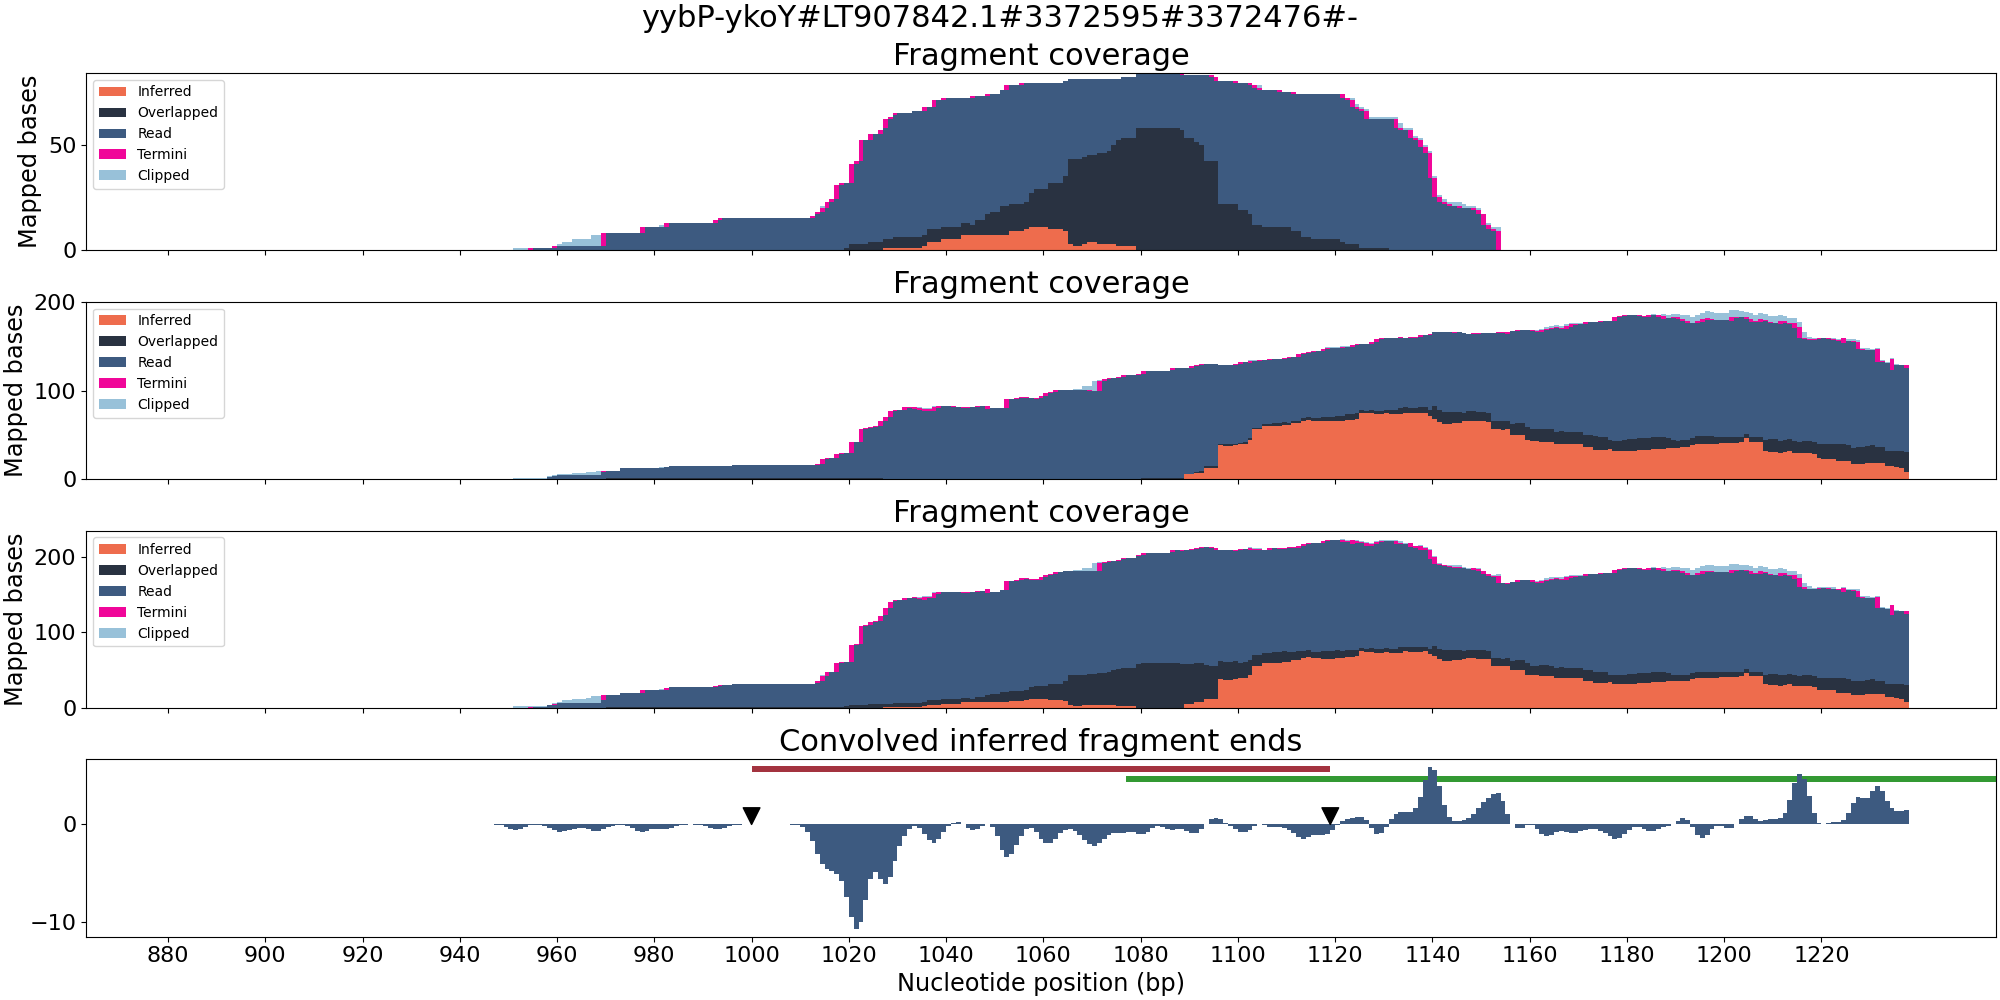 yybP-ykoY#LT907842.1#3372595#3372476#-
Fragment coverage
Mapped bases
50
0
Inferred
Overlapped
Read
Termini
Clipped
Fragment coverage
Mapped bases
200
100
0
Inferred
Overlapped
Read
Termini
Clipped
Fragment coverage
Mapped bases
200
100
0
Inferred
Overlapped
Read
Termini
Clipped
Convolved inferred fragment ends
0
−10
880 900 920 940 960 980 1000 1020 1040 1060 1080 1100 1120 1140 1160 1180 1200 1220
Nucleotide position (bp)